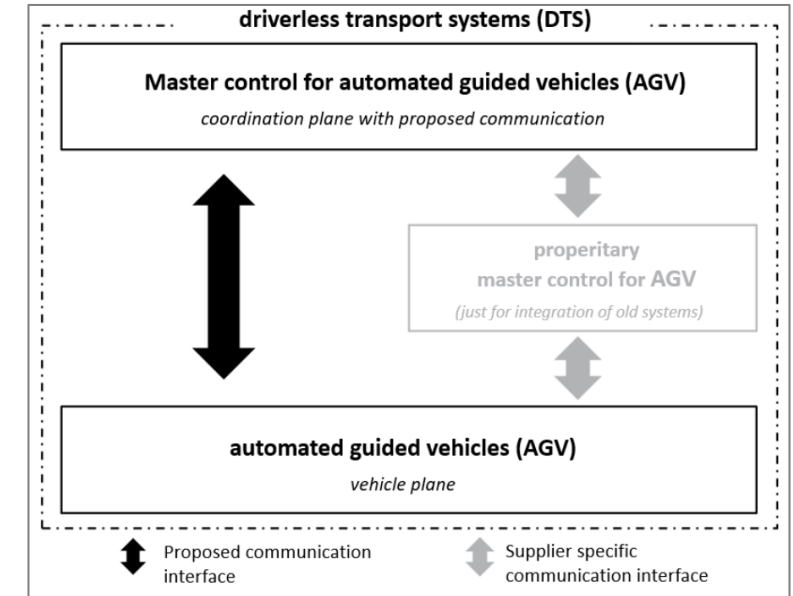 driverless transport systems (DTS)
Master control for automated guided vehicles (AGV)
coordination plane with proposed communication
properitary
master control for AGV
(just for integration of old systems)
automated guided vehicles (AGV)
vehicle plane
Proposed communication
interface
Supplier specific
communication interface